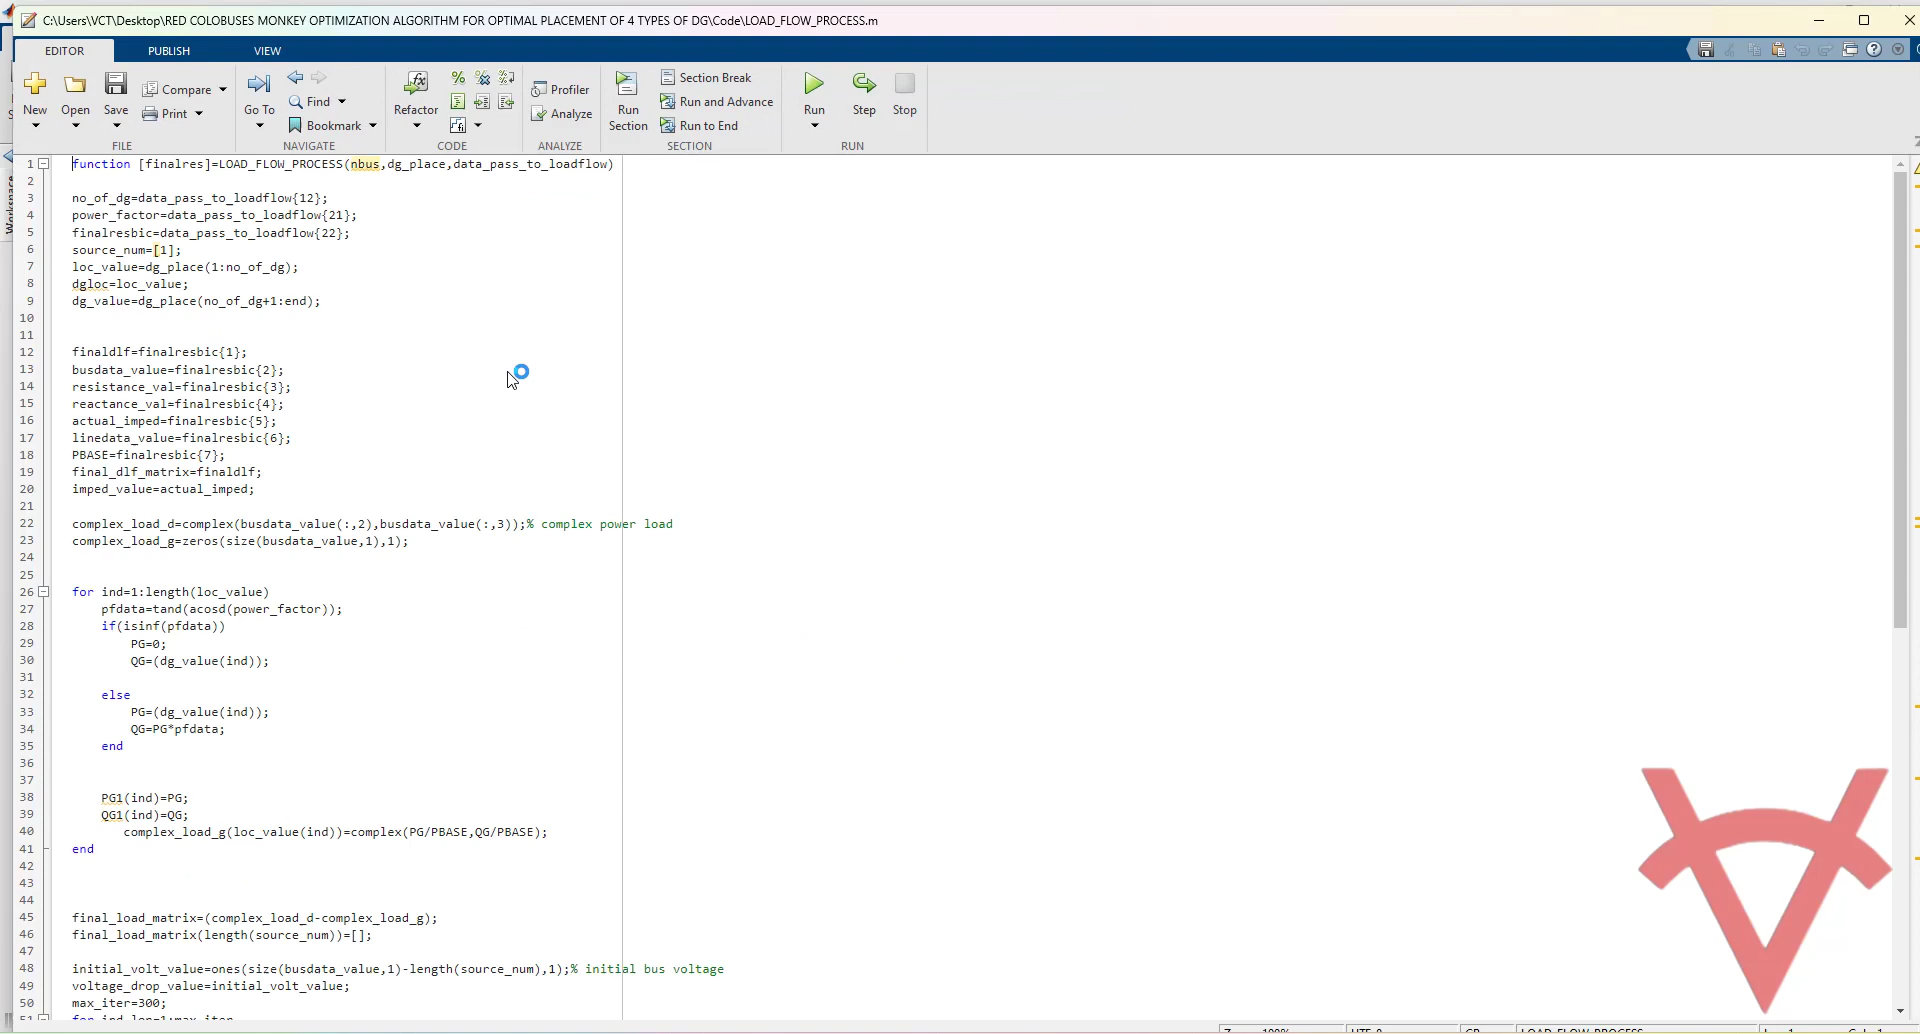 C:\Users\VCT\Desktop\RED COLOBUSES MONKEY OPTIMIZATION ALGORITHM FOR OPTIMAL PLACEMENT OF 4 TYPES OF DG\Code\LOAD_FLOW_PROCESS.m
EDITOR PUBLISH VIEW
New Open Save Compare Print
FILE
Go To Find Bookmark
NAVIGATE
Refactor
CODE
Profiler Analyze
ANALYZE
Run Section
Section Break
Run and Advance
Run to End
SECTION
Run Step Stop
RUN
Workspace
1 function [finalres]=LOAD_FLOW_PROCESS(nbus,dg_place,data_pass_to_loadflow)
2
3 no_of_dg=data_pass_to_loadflow{12};
4 power_factor=data_pass_to_loadflow{21};
5 finalresbic=data_pass_to_loadflow{22};
6 source_num=[1];
7 loc_value=dg_place(1:no_of_dg);
8 dgloc=loc_value;
9 dg_value=dg_place(no_of_dg+1:end);
10
11
12 finaldlf=finalresbic{1};
13 busdata_value=finalresbic{2};
14 resistance_val=finalresbic{3};
15 reactance_val=finalresbic{4};
16 actual_imped=finalresbic{5};
17 linedata_value=finalresbic{6};
18 PBASE=finalresbic{7};
19 final_dlf_matrix=finaldlf;
20 imped_value=actual_imped;
21
22 complex_load_d=complex(busdata_value(:,2),busdata_value(:,3));% complex power load
23 complex_load_g=zeros(size(busdata_value,1),1);
24
25
26 for ind=1:length(loc_value)
27 pfdata=tand(acosd(power_factor));
28 if(isinf(pfdata))
29 PG=0;
30 QG=(dg_value(ind));
31
32 else
33 PG=(dg_value(ind));
34 QG=PG*pfdata;
35 end
36
37
38 PG1(ind)=PG;
39 QG1(ind)=QG;
40 complex_load_g(loc_value(ind))=complex(PG/PBASE,QG/PBASE);
41 end
42
43
44
45 final_load_matrix=(complex_load_d-complex_load_g);
46 final_load_matrix(length(source_num))=[];
47
48 initial_volt_value=ones(size(busdata_value,1)-length(source_num),1);% initial bus voltage
49 voltage_drop_value=initial_volt_value;
50 max_iter=300;
51 for ind_lop=1:max_iter